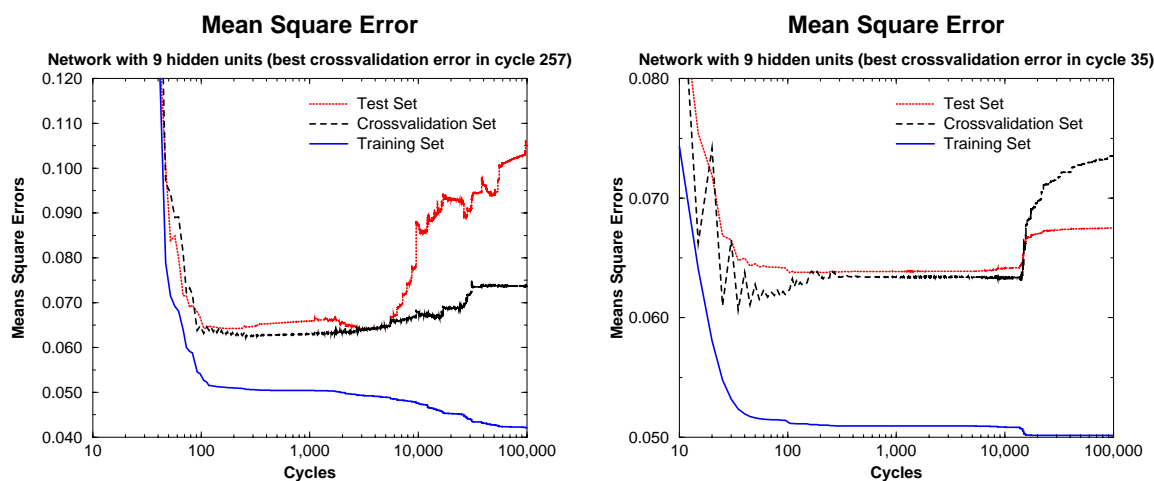 Mean Square Error
Network with 9 hidden units (best crossvalidation error in cycle 257)
Means Square Errors
0.120
0.110
0.100
0.090
0.080
0.070
0.060
0.050
0.040
Test Set
Crossvalidation Set
Training Set
10
100
1,000
10,000
100,000
Cycles
Mean Square Error
Network with 9 hidden units (best crossvalidation error in cycle 35)
Means Square Errors
0.080
0.070
0.060
0.050
Test Set
Crossvalidation Set
Training Set
10
100
1,000
10,000
100,000
Cycles